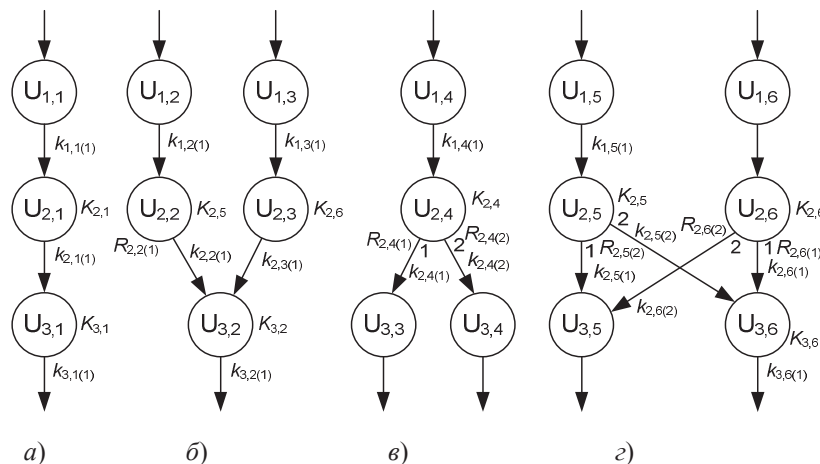 U1,1 U1,2 U1,3 U1,4 U1,5 U1,6
k1,1(1) k1,2(1) k1,3(1) k1,4(1) k1,5(1)
U2,1 K2,1 U2,2 K2,5 U2,3 K2,6 U2,4 K2,4 U2,5 K2,5 U2,6 K2,6
k2,1(1) R2,2(1) k2,2(1) k2,3(1) R2,4(1) 1 2 R2,4(2) k2,4(1) k2,4(2) 2 k2,5(2) 1 R2,5(2) k2,5(1) R2,6(2) 2 1 R2,6(1) k2,6(1) k2,6(2)
U3,1 K3,1 U3,2 K3,2 U3,3 U3,4 U3,5 U3,6 K3,6
k3,1(1) k3,2(1) k3,6(1)
а) б) в) г)